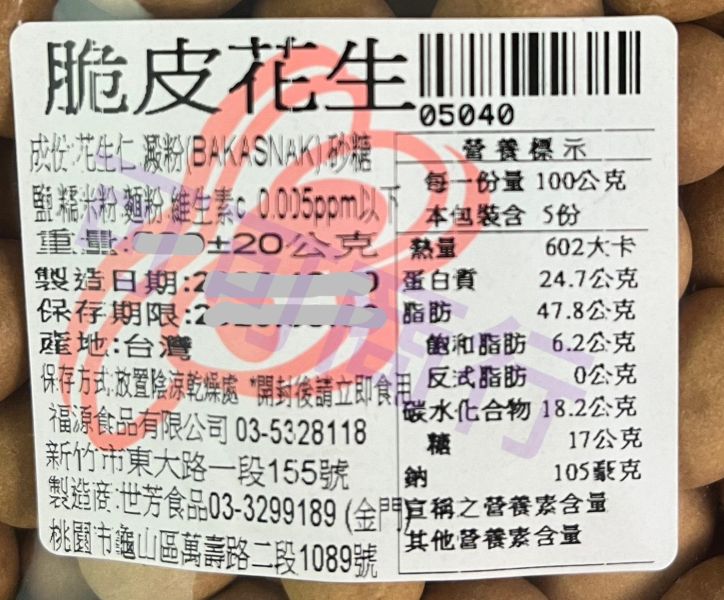 脆皮花生
05040
成份:花生仁.澱粉(BAKASNAK).砂糖
鹽.糯米粉.麵粉.維生素c 0.005ppm以下
重量: ±20公克
製造日期:2
保存期限:2
產地:台灣
保存方式:放置陰涼乾燥處 *開封後請立即食用
福源食品有限公司 03-5328118
新竹市東大路一段155號
製造商:世芳食品03-3299189 (金門)
桃園市龜山區萬壽路二段1089號
營養標示
每一份量 100公克
本包裝含 5份
熱量 602大卡
蛋白質 24.7公克
脂肪 47.8公克
飽和脂肪 6.2公克
反式脂肪 0公克
碳水化合物 18.2公克
糖 17公克
鈉 105毫克
宣稱之營養素含量
其他營養素含量